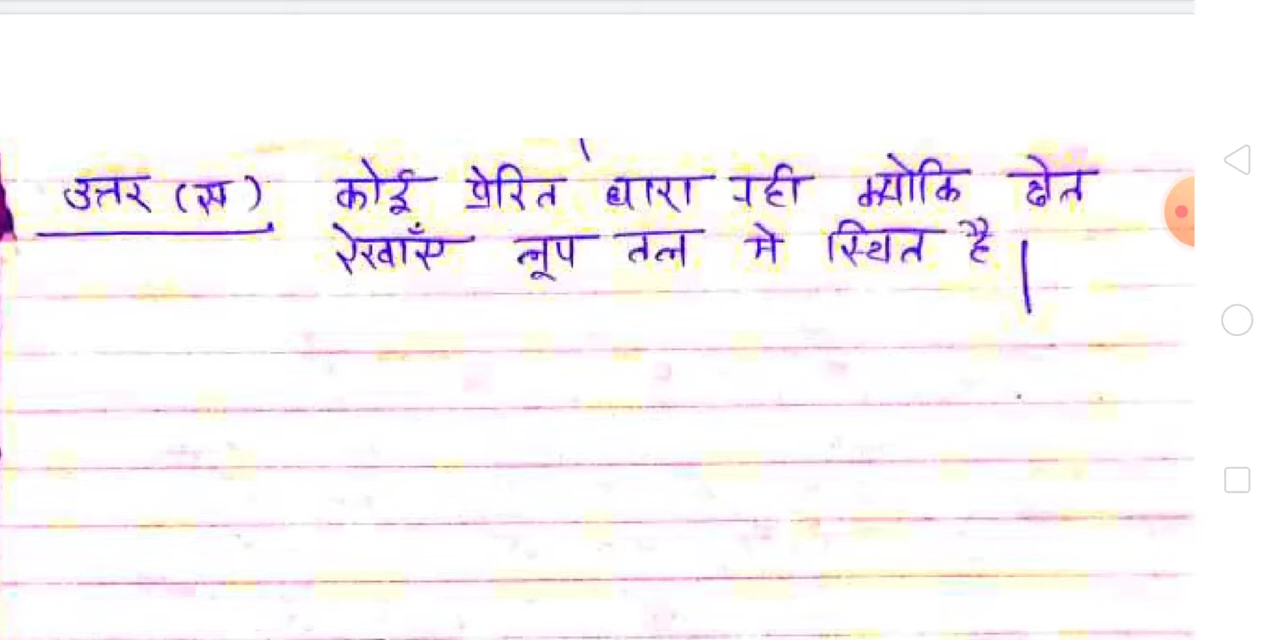 उत्तर (स) कोई प्रेरित धारा नही क्योकि क्षेत्र
रेखाएँ लूप तल मे स्थित है।